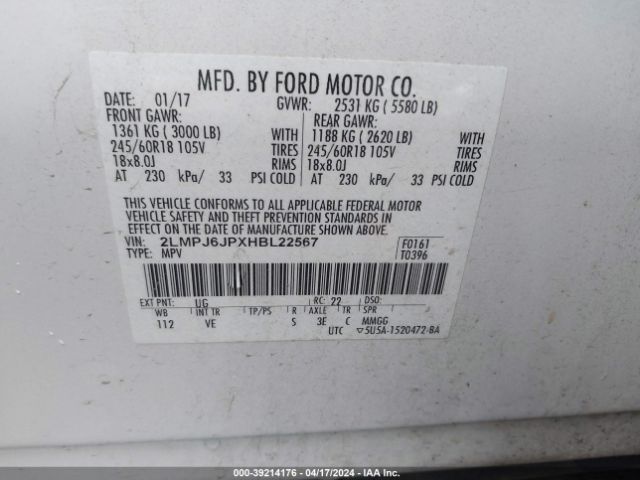 MFD. BY FORD MOTOR CO.
DATE: 01/17 GVWR: 2531 KG ( 5580 LB)
FRONT GAWR: REAR GAWR:
1361 KG ( 3000 LB) WITH 1188 KG ( 2620 LB) WITH
245/60R18 105V TIRES 245/60R18 105V TIRES
18x8.0J RIMS 18x8.0J RIMS
AT 230 kPa/ 33 PSI COLD AT 230 kPa/ 33 PSI COLD
THIS VEHICLE CONFORMS TO ALL APPLICABLE FEDERAL MOTOR
VEHICLE SAFETY AND THEFT PREVENTION STANDARDS IN
EFFECT ON THE DATE OF MANUFACTURE SHOWN ABOVE.
VIN: 2LMPJ6JPXHBL22567 F0161
TYPE: MPV T0396
EXT PNT: UG RC: 22 DSO:
WB INT TR TP/PS R AXLE TR SPR
112 VE S 3E C MMGG
UTC ▽5U5A-1520472-BA
000-39214176 - 04/17/2024 - IAA Inc.